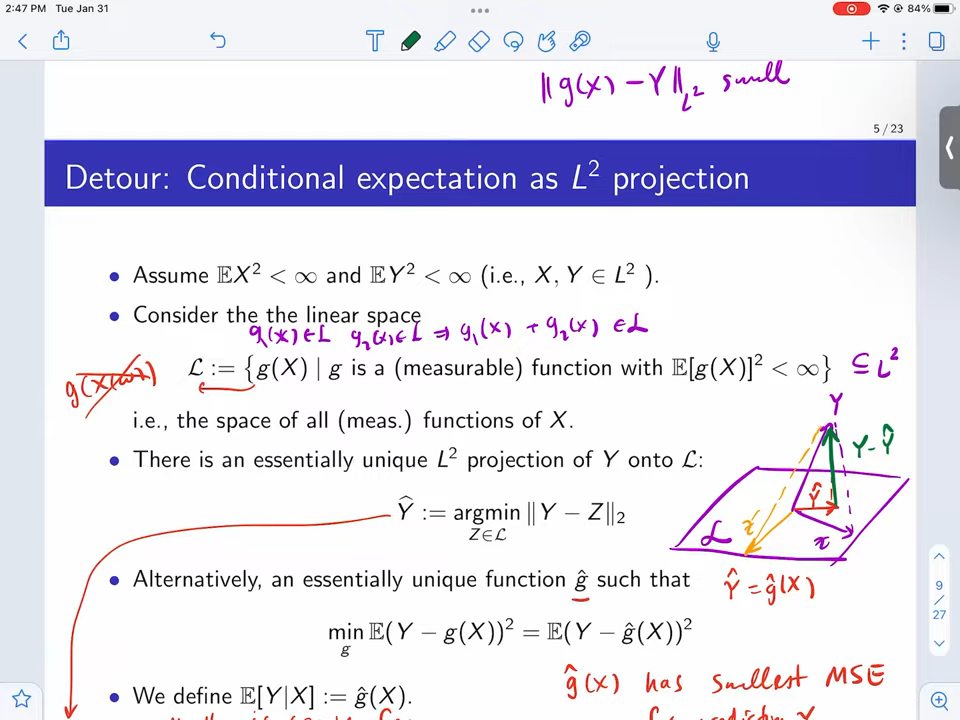 2:47 PM Tue Jan 31
84%
T
‖g(X) − Y‖_{L²} small
5 / 23
Detour: Conditional expectation as L² projection
• Assume 𝔼X² < ∞ and 𝔼Y² < ∞ (i.e., X, Y ∈ L² ).
• Consider the the linear space
g₁(X) ∈ L g₂(X) ∈ L ⇒ g₁(X) + g₂(X) ∈ L
ℒ := {g(X) | g is a (measurable) function with 𝔼[g(X)]² < ∞} ⊆ L²
i.e., the space of all (meas.) functions of X.
Y
• There is an essentially unique L² projection of Y onto ℒ:
Y − Ŷ
Ŷ
Ŷ := argmin ‖Y − Z‖₂
Z∈ℒ
ℒ z' z
• Alternatively, an essentially unique function ĝ such that
Ŷ = ĝ(X)
min 𝔼(Y − g(X))² = 𝔼(Y − ĝ(X))²
g
ĝ(X) has smallest MSE
• We define 𝔼[Y|X] := ĝ(X).
9
/
27